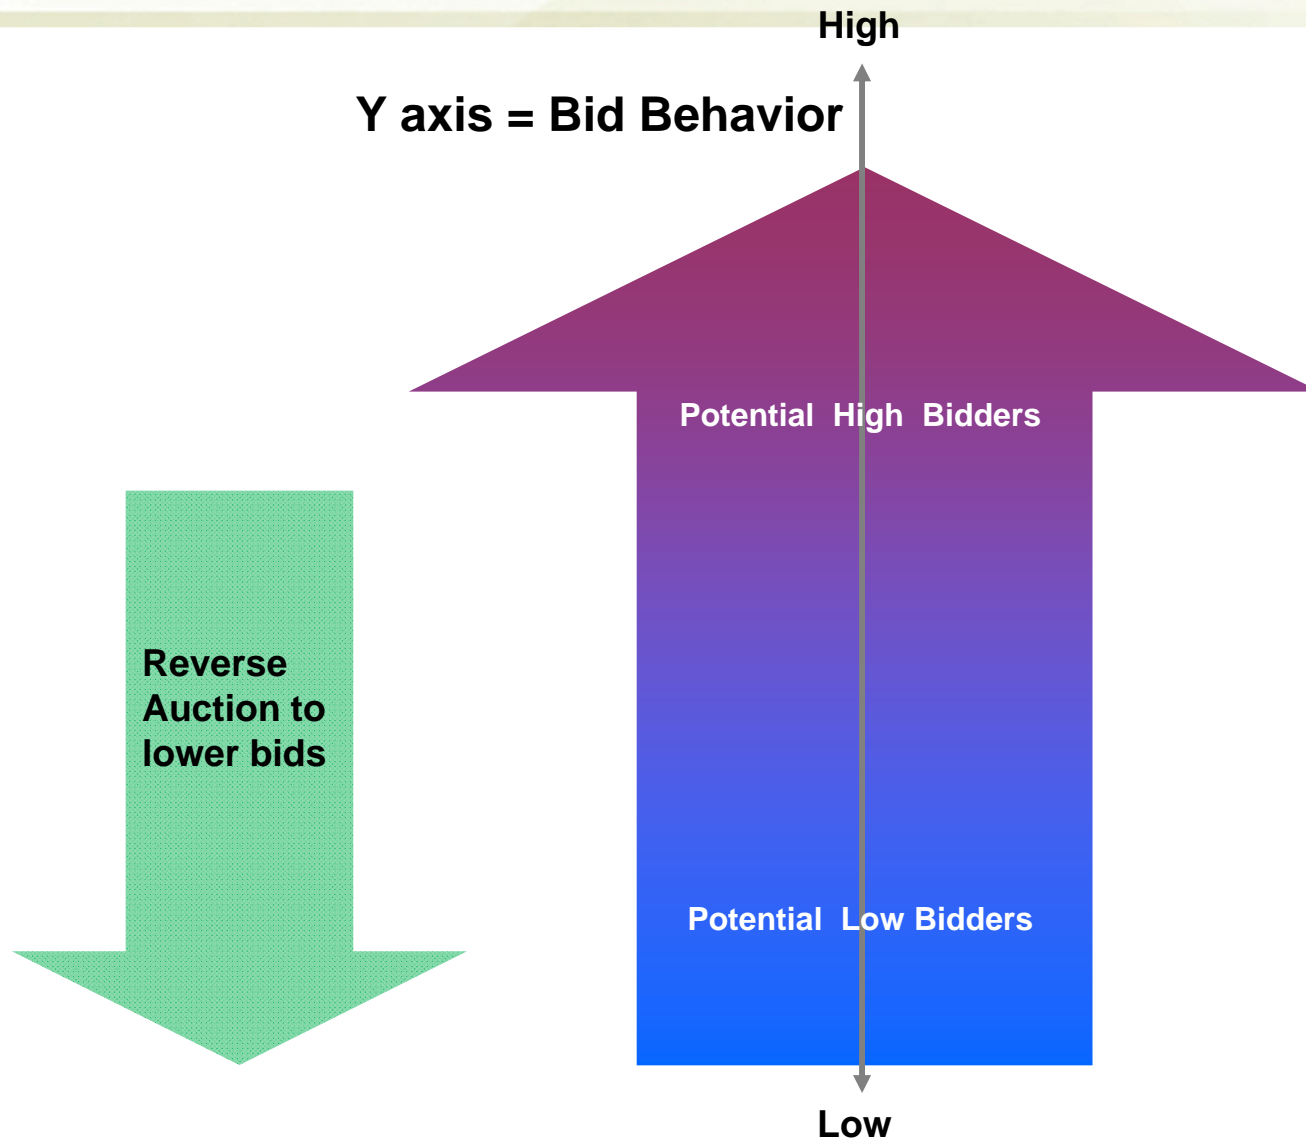 High
Y axis = Bid Behavior
Potential High Bidders
Reverse
Auction to
lower bids
Potential Low Bidders
Low